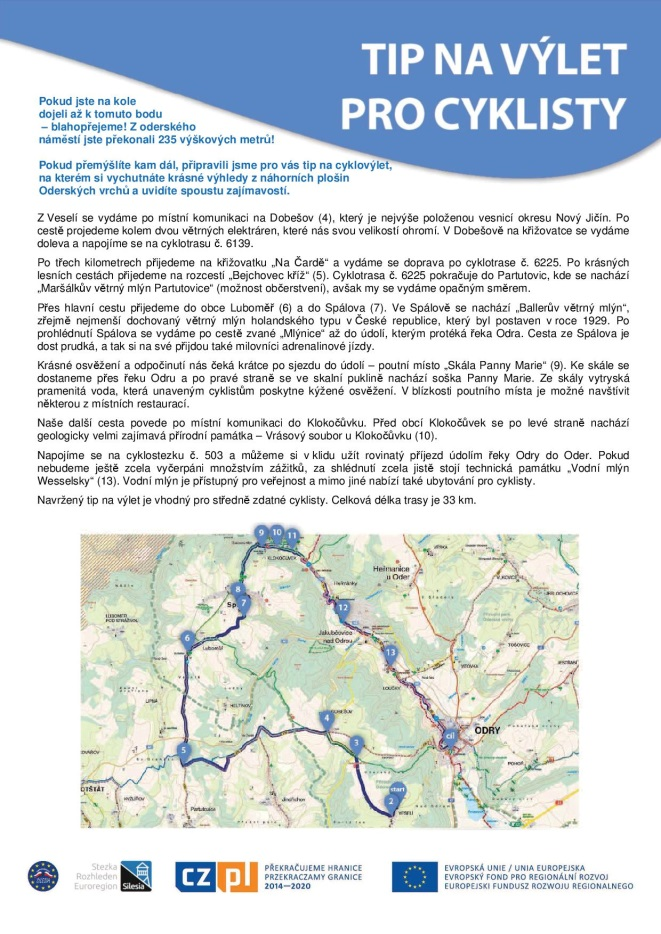 TIP NA VÝLET
PRO CYKLISTY
Pokud jste na kole
dojeli až k tomuto bodu
– blahopřejeme! Z oderského
náměstí jste překonali 235 výškových metrů!
Pokud přemýšlíte kam dál, připravili jsme pro vás tip na cyklovýlet,
na kterém si vychutnáte krásné výhledy z náhorních plošin
Oderských vrchů a uvidíte spoustu zajímavostí.
Z Veselí se vydáme po místní komunikaci na Dobešov (4), který je nejvýše položenou vesnicí okresu Nový Jičín. Po
cestě projedeme kolem dvou větrných elektráren, které nás svou velikostí ohromí. V Dobešově na křižovatce se vydáme
doleva a napojíme se na cyklotrasu č. 6139.
Po třech kilometrech přijedeme na křižovatku „Na Čardě" a vydáme se doprava po cyklotrase č. 6225. Po krásných
lesních cestách přijedeme na rozcestí „Bejchovec kříž" (5). Cyklotrasa č. 6225 pokračuje do Partutovic, kde se nachází
„Maršálkův větrný mlýn Partutovice" (možnost občerstvení), avšak my se vydáme opačným směrem.
Přes hlavní cestu přijedeme do obce Luboměř (6) a do Spálova (7). Ve Spálově se nachází „Ballerův větrný mlýn",
zřejmě nejmenší dochovaný větrný mlýn holandského typu v České republice, který byl postaven v roce 1929. Po
prohlédnutí Spálova se vydáme po cestě zvané „Mlýnice" až do údolí, kterým protéká řeka Odra. Cesta ze Spálova je
dost prudká, a tak si na své přijdou také milovníci adrenalinové jízdy.
Krásné osvěžení a odpočinutí nás čeká krátce po sjezdu do údolí – poutní místo „Skála Panny Marie" (9). Ke skále se
dostaneme přes řeku Odru a po pravé straně se ve skalní puklině nachází soška Panny Marie. Ze skály vytryská
pramenitá voda, která unaveným cyklistům poskytne kýžené osvěžení. V blízkosti poutního místa je možné navštívit
některou z místních restaurací.
Naše další cesta povede po místní komunikaci do Klokočůvku. Před obcí Klokočůvek se po levé straně nachází
geologicky velmi zajímavá přírodní památka – Vrásový soubor u Klokočůvku (10).
Napojíme se na cyklostezku č. 503 a můžeme si v klidu užít rovinatý příjezd údolím řeky Odry do Oder. Pokud
nebudeme ještě zcela vyčerpáni množstvím zážitků, za shlédnutí zcela jistě stojí technická památku „Vodní mlýn
Wesselsky" (13). Vodní mlýn je přístupný pro veřejnost a mimo jiné nabízí také ubytování pro cyklisty.
Navržený tip na výlet je vhodný pro středně zdatné cyklisty. Celková délka trasy je 33 km.
9 10 11
KLOKOČŮVEK
Heřmanice
u Oder
8
Sp
7
Heřmánky
12
Jakubčovice
nad Odrou
6
Luboměř
13
LOUČKY
4
3
5
cíl
ODRY
start
2
VESELÍ
Partutovice
Jindřichov
Stezka
Rozhleden
Euroregion
Silesia
cz pl
PŘEKRAČUJEME HRANICE
PRZEKRACZAMY GRANICE
2014—2020
EVROPSKÁ UNIE / UNIA EUROPEJSKA
EVROPSKÝ FOND PRO REGIONÁLNÍ ROZVOJ
EUROPEJSKI FUNDUSZ ROZWOJU REGIONALNEGO